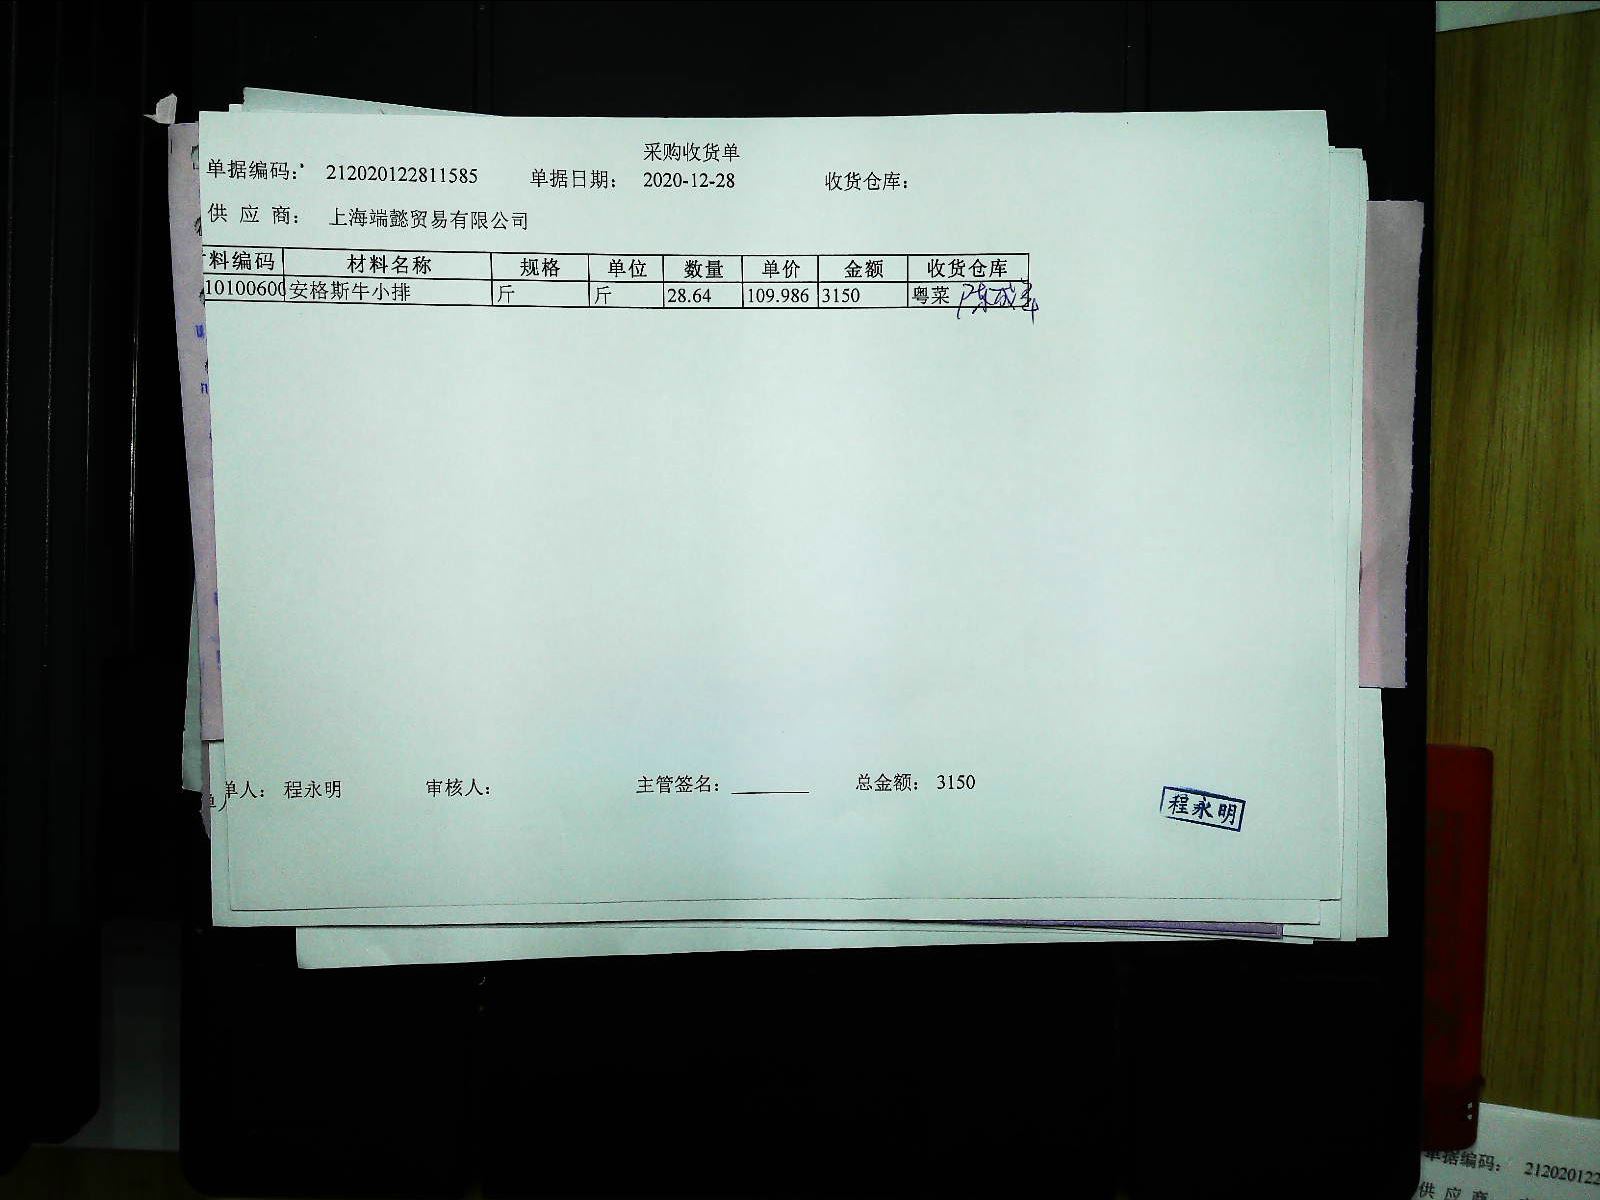 采购收货单
单据编码： 212020122811585 单据日期： 2020-12-28 收货仓库：
供 应 商： 上海端懿贸易有限公司
料编码 材料名称 规格 单位 数量 单价 金额 收货仓库
10100600 安格斯牛小排 斤 斤 28.64 109.986 3150 粤菜
单人： 程永明 审核人： 主管签名： 总金额： 3150
程永明
单据编码： 212020122
供 应 商